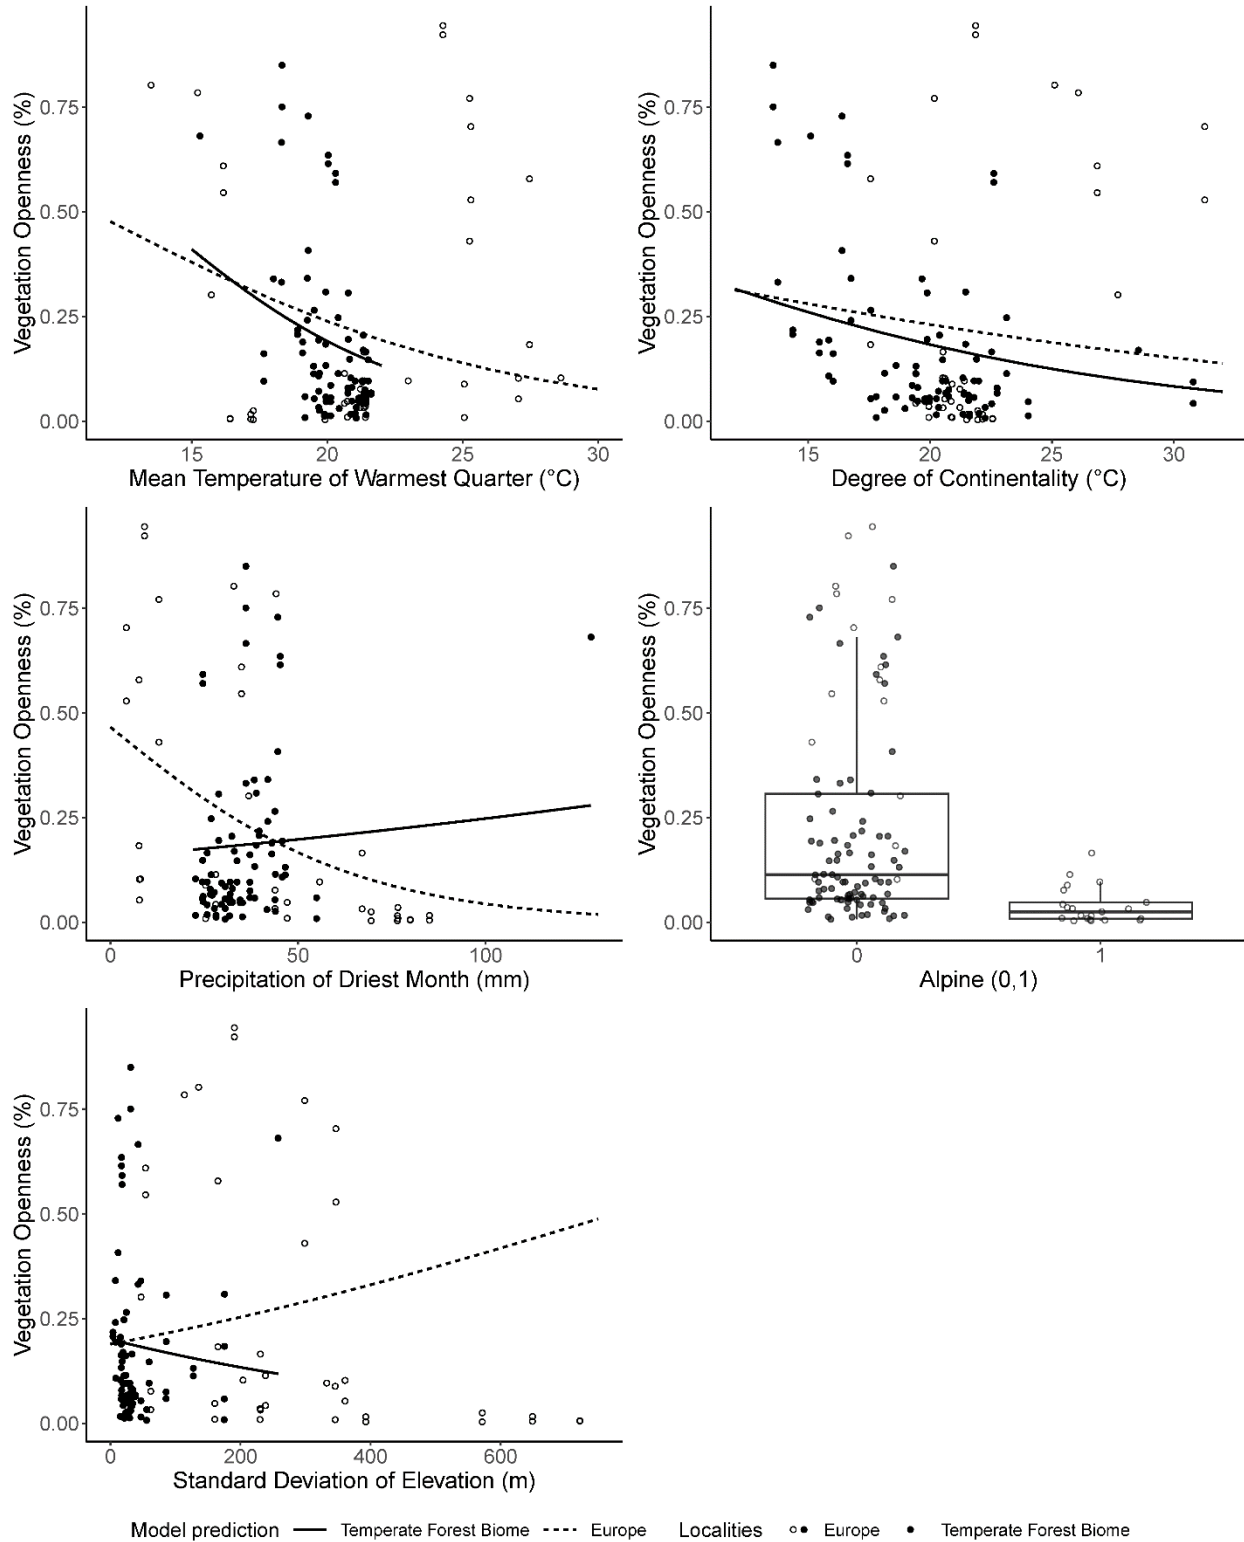 Vegetation Openness (%)
0.75
0.50
0.25
0.00
15 20 25 30
Mean Temperature of Warmest Quarter (°C)
Vegetation Openness (%)
0.75
0.50
0.25
0.00
15 20 25 30
Degree of Continentality (°C)
Vegetation Openness (%)
0.75
0.50
0.25
0.00
0 50 100
Precipitation of Driest Month (mm)
Vegetation Openness (%)
0.75
0.50
0.25
0.00
0 1
Alpine (0,1)
Vegetation Openness (%)
0.75
0.50
0.25
0.00
0 200 400 600
Standard Deviation of Elevation (m)
Model prediction Temperate Forest Biome Europe Localities Europe Temperate Forest Biome